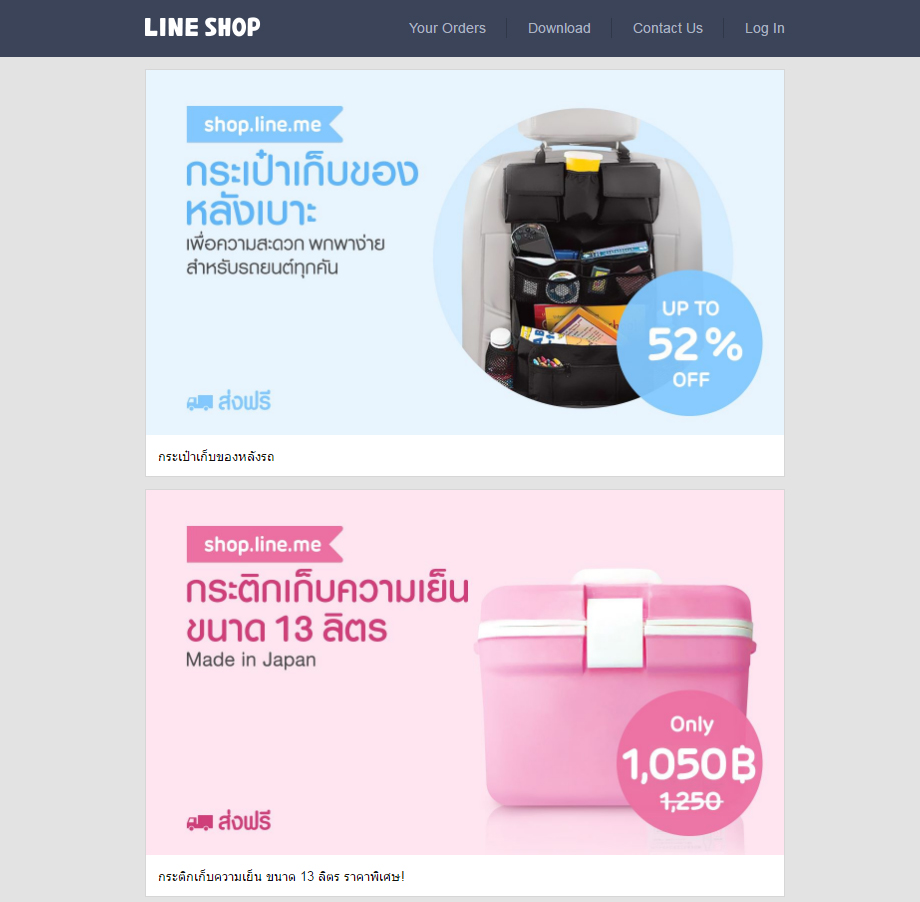 LINE SHOP
Your Orders
Download
Contact Us
Log In
shop.line.me
กระเป๋าเก็บของ
หลังเบาะ
เพื่อความสะดวก พกพาง่าย
สำหรับรถยนต์ทุกคัน
UP TO
52%
OFF
ส่งฟรี
กระเป๋าเก็บของหลังรถ
shop.line.me
กระติกเก็บความเย็น
ขนาด 13 ลิตร
Made in Japan
Only
1,050฿
1,250
ส่งฟรี
กระติกเก็บความเย็น ขนาด 13 ลิตร ราคาพิเศษ!